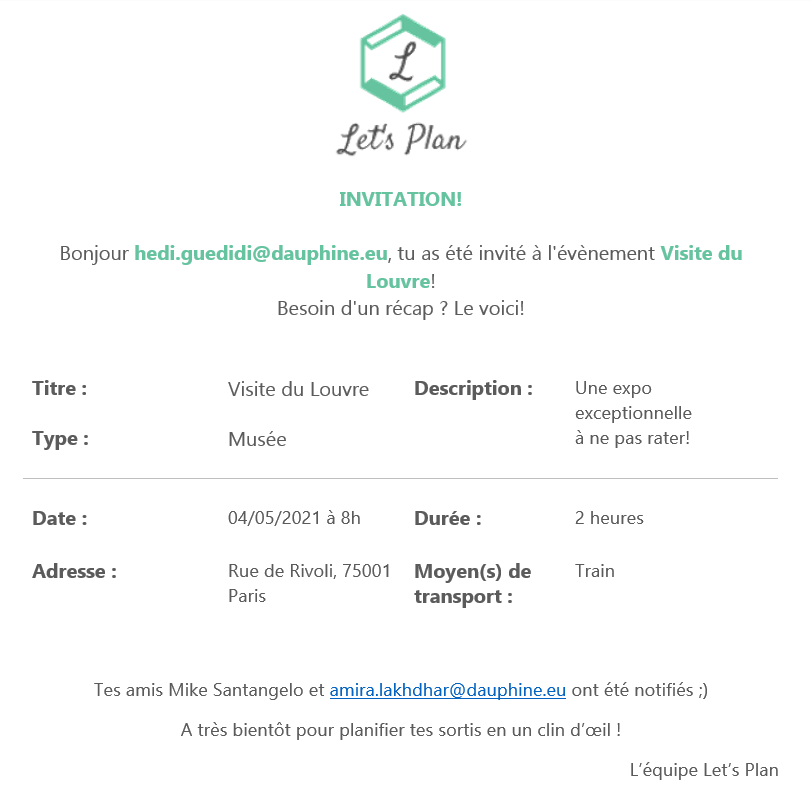 L
Let's Plan
INVITATION!
Bonjour hedi.guedidi@dauphine.eu, tu as été invité à l'évènement Visite du
Louvre!
Besoin d'un récap ? Le voici!
Titre : Visite du Louvre Description : Une expo
exceptionnelle
Type : Musée à ne pas rater!
Date : 04/05/2021 à 8h Durée : 2 heures
Adresse : Rue de Rivoli, 75001 Moyen(s) de Train
Paris transport :
Tes amis Mike Santangelo et amira.lakhdhar@dauphine.eu ont été notifiés ;)
A très bientôt pour planifier tes sortis en un clin d’œil !
L’équipe Let’s Plan